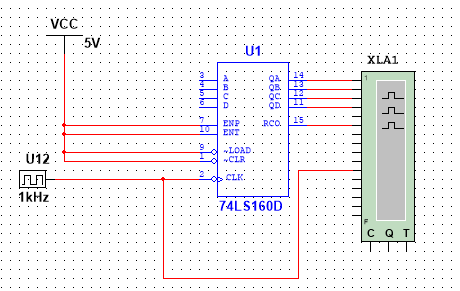 VCC
5V
U1
XLA1
3 A QA 14
4 B QB 13
5 C QC 12
6 D QD 11
7 ENP RCO 15
10 ENT
9 ~LOAD
1 ~CLR
2 CLK
74LS160D
U12
1kHz
1
F
C Q T